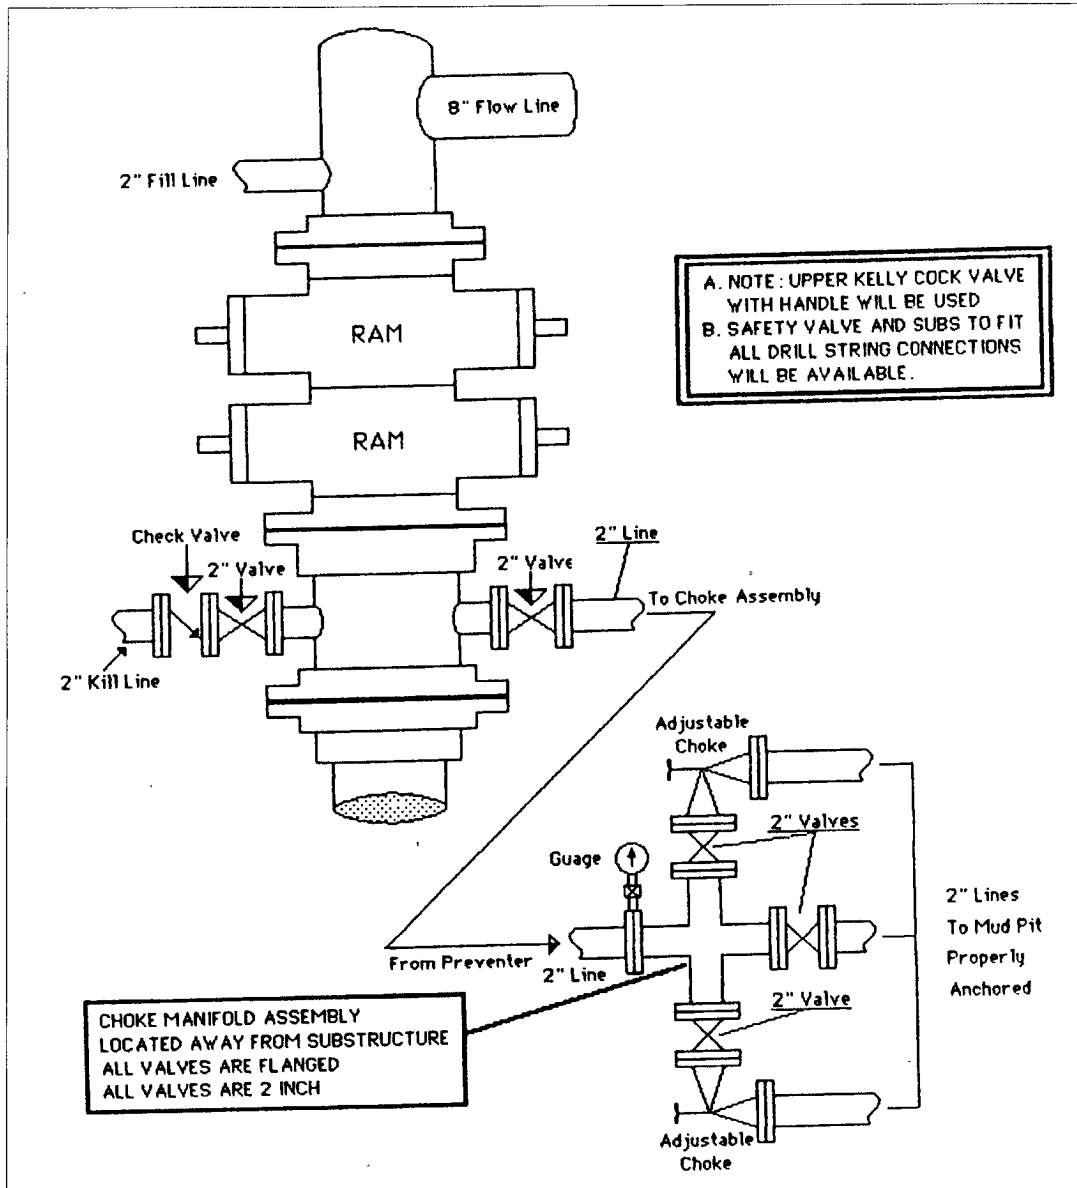 8" Flow Line
2" Fill Line
A. NOTE: UPPER KELLY COCK VALVE
WITH HANDLE WILL BE USED
B. SAFETY VALVE AND SUBS TO FIT
ALL DRILL STRING CONNECTIONS
WILL BE AVAILABLE.
RAM
RAM
Check Valve
2" Valve
2" Valve
2" Line
To Choke Assembly
2" Kill Line
Adjustable
Choke
2" Valves
Guage
2" Lines
To Mud Pit
Properly
Anchored
From Preventer
2" Line
2" Valve
CHOKE MANIFOLD ASSEMBLY
LOCATED AWAY FROM SUBSTRUCTURE
ALL VALVES ARE FLANGED
ALL VALVES ARE 2 INCH
Adjustable
Choke